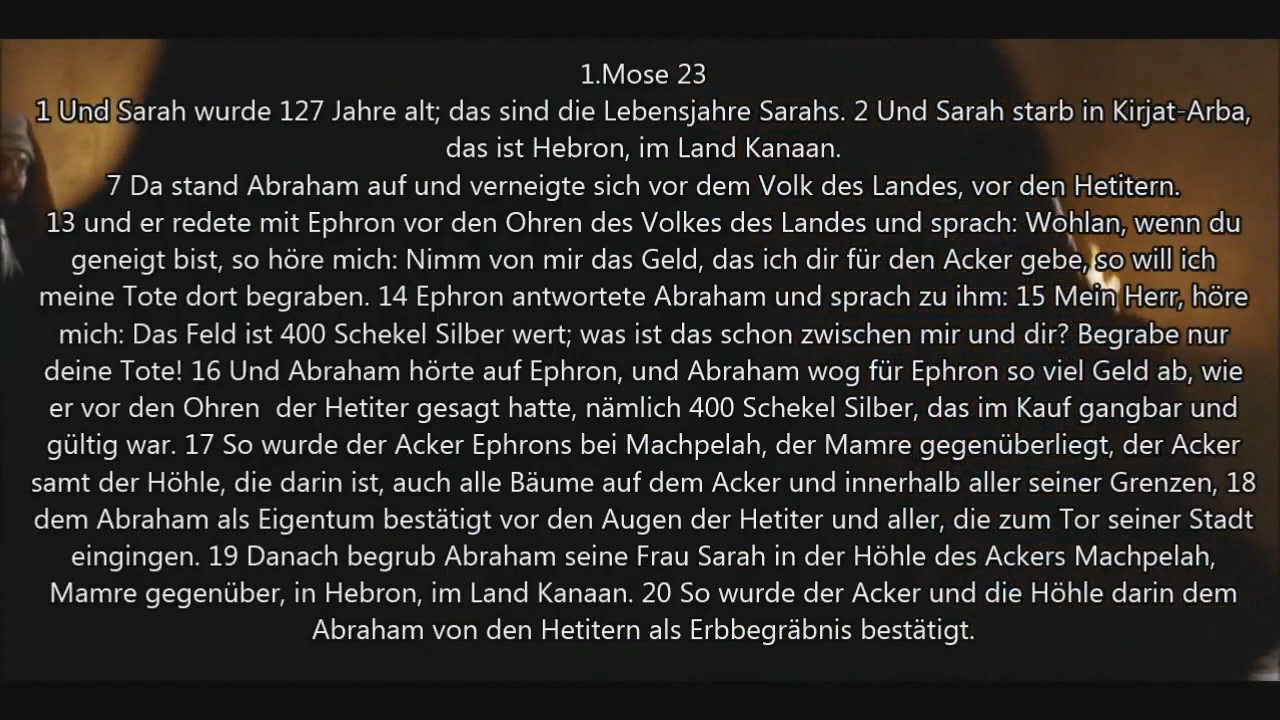 1.Mose 23
1 Und Sarah wurde 127 Jahre alt; das sind die Lebensjahre Sarahs. 2 Und Sarah starb in Kirjat-Arba,
das ist Hebron, im Land Kanaan.
7 Da stand Abraham auf und verneigte sich vor dem Volk des Landes, vor den Hetitern.
13 und er redete mit Ephron vor den Ohren des Volkes des Landes und sprach: Wohlan, wenn du
geneigt bist, so höre mich: Nimm von mir das Geld, das ich dir für den Acker gebe, so will ich
meine Tote dort begraben. 14 Ephron antwortete Abraham und sprach zu ihm: 15 Mein Herr, höre
mich: Das Feld ist 400 Schekel Silber wert; was ist das schon zwischen mir und dir? Begrabe nur
deine Tote! 16 Und Abraham hörte auf Ephron, und Abraham wog für Ephron so viel Geld ab, wie
er vor den Ohren  der Hetiter gesagt hatte, nämlich 400 Schekel Silber, das im Kauf gangbar und
gültig war. 17 So wurde der Acker Ephrons bei Machpelah, der Mamre gegenüberliegt, der Acker
samt der Höhle, die darin ist, auch alle Bäume auf dem Acker und innerhalb aller seiner Grenzen, 18
dem Abraham als Eigentum bestätigt vor den Augen der Hetiter und aller, die zum Tor seiner Stadt
eingingen. 19 Danach begrub Abraham seine Frau Sarah in der Höhle des Ackers Machpelah,
Mamre gegenüber, in Hebron, im Land Kanaan. 20 So wurde der Acker und die Höhle darin dem
Abraham von den Hetitern als Erbbegräbnis bestätigt.